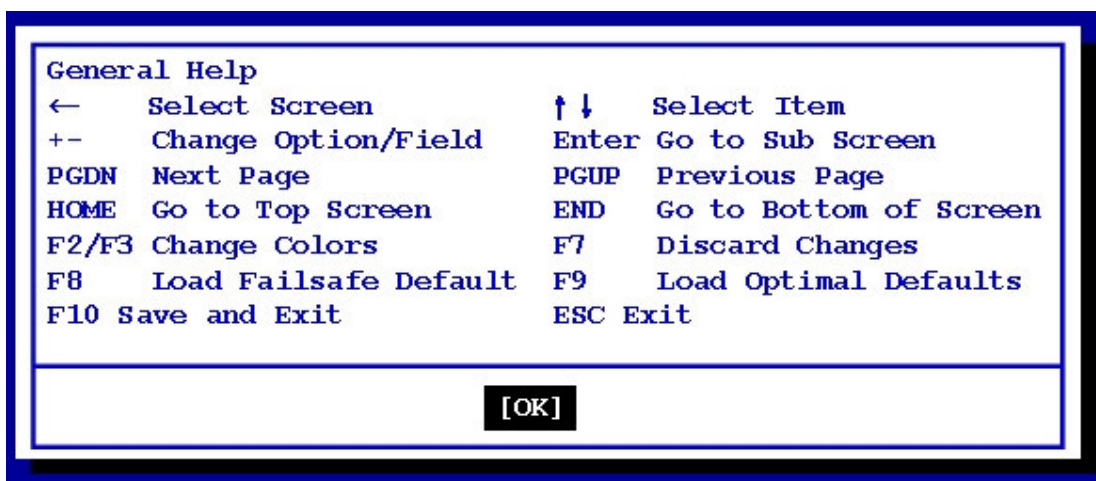 General Help
← Select Screen ↑↓ Select Item
+- Change Option/Field Enter Go to Sub Screen
PGDN Next Page PGUP Previous Page
HOME Go to Top Screen END Go to Bottom of Screen
F2/F3 Change Colors F7 Discard Changes
F8 Load Failsafe Default F9 Load Optimal Defaults
F10 Save and Exit ESC Exit
[OK]